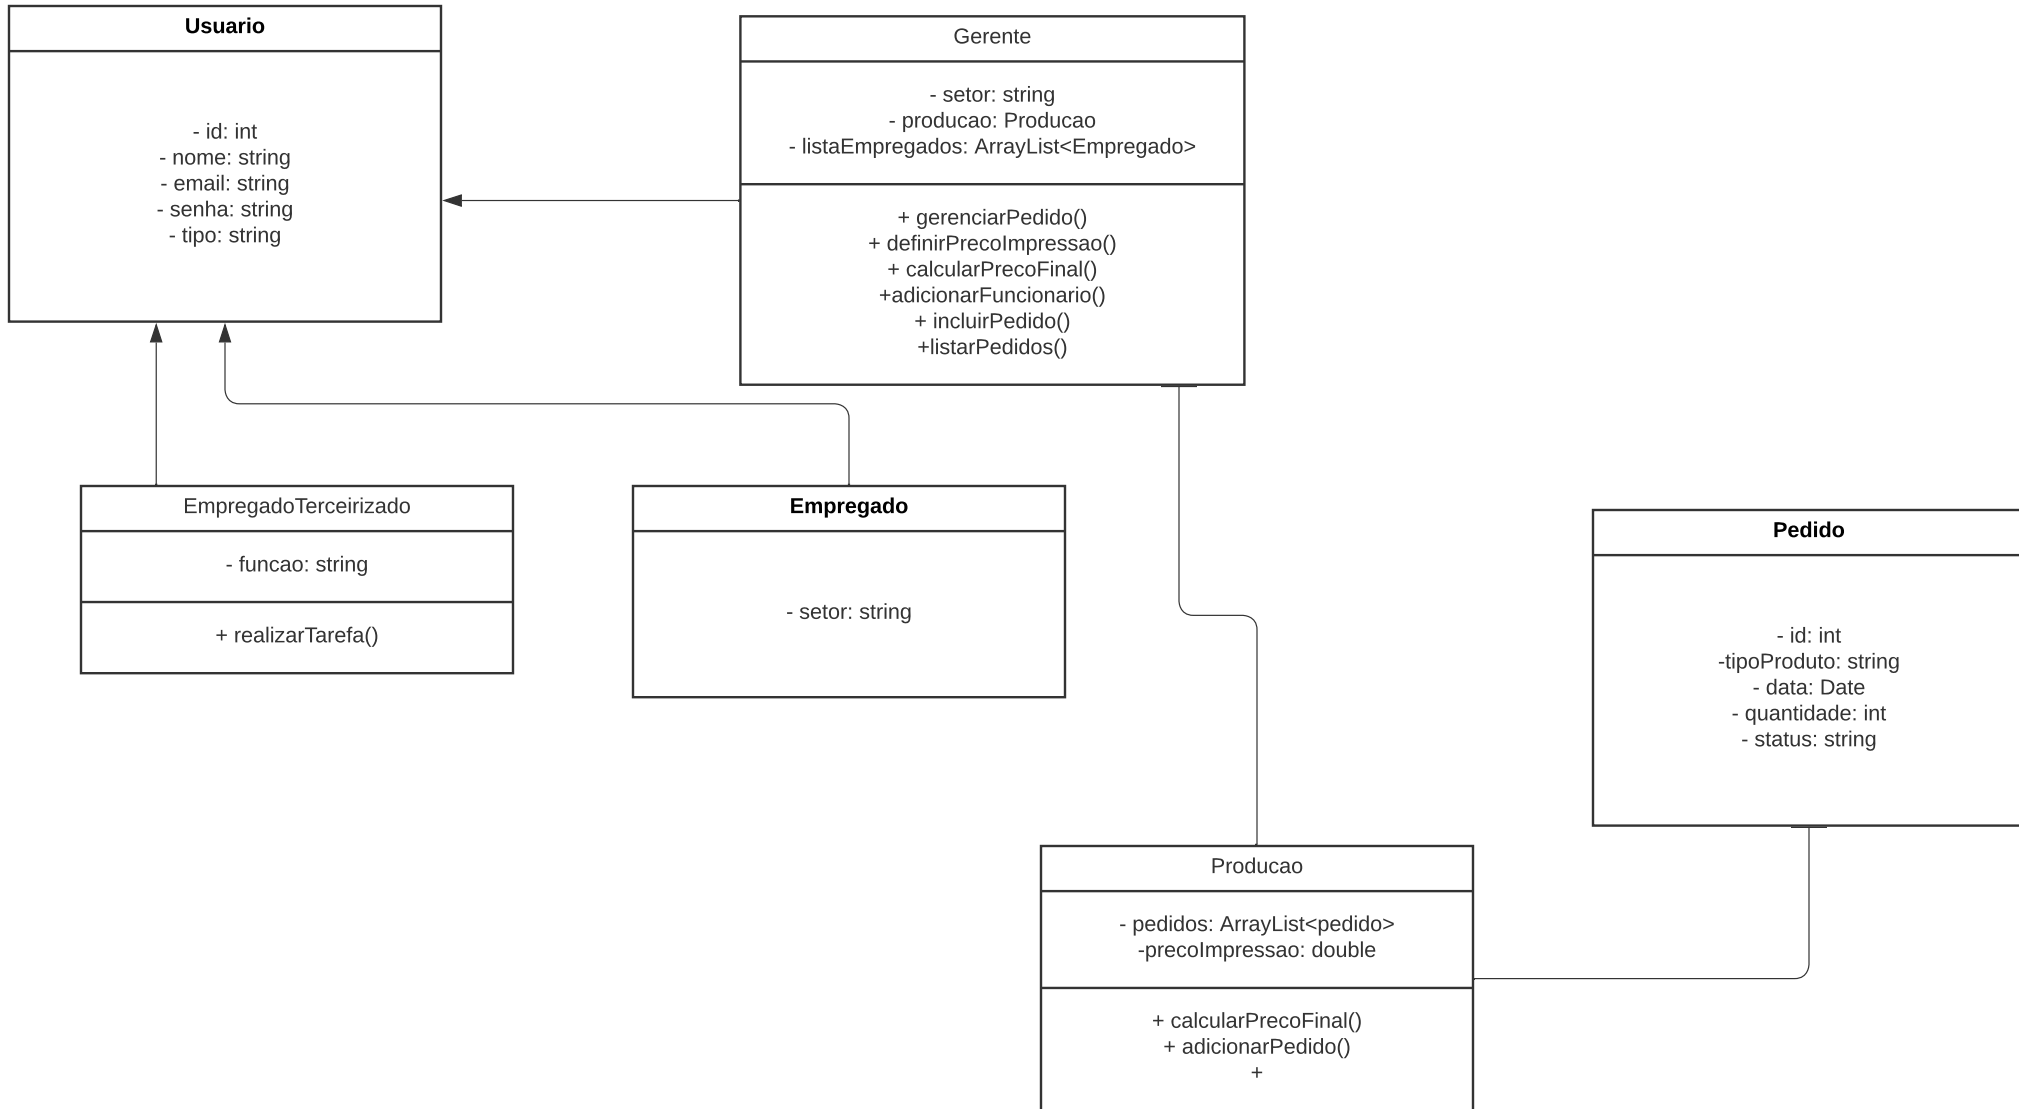 Usuario
- id: int
- nome: string
- email: string
- senha: string
- tipo: string
Gerente
- setor: string
- producao: Producao
- listaEmpregados: ArrayList<Empregado>
+ gerenciarPedido()
+ definirPrecoImpressao()
+ calcularPrecoFinal()
+adicionarFuncionario()
+ incluirPedido()
+listarPedidos()
EmpregadoTerceirizado
- funcao: string
+ realizarTarefa()
Empregado
- setor: string
Pedido
- id: int
-tipoProduto: string
- data: Date
- quantidade: int
- status: string
Producao
- pedidos: ArrayList<pedido>
-precoImpressao: double
+ calcularPrecoFinal()
+ adicionarPedido()
+